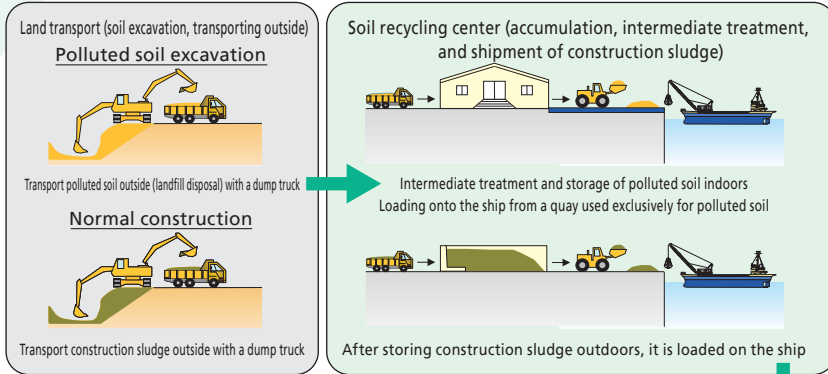 Land transport (soil excavation, transporting outside)
Polluted soil excavation
Transport polluted soil outside (landfill disposal) with a dump truck
Normal construction
Transport construction sludge outside with a dump truck
Soil recycling center (accumulation, intermediate treatment,
and shipment of construction sludge)
Intermediate treatment and storage of polluted soil indoors
Loading onto the ship from a quay used exclusively for polluted soil
After storing construction sludge outdoors, it is loaded on the ship